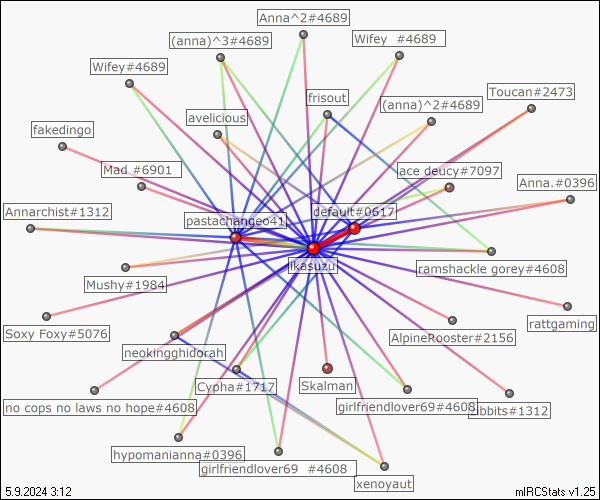 Anna^2#4689
(anna)^3#4689
Wifey #4689
Wifey#4689
Toucan#2473
frisout
(anna)^2#4689
avelicious
fakedingo
Mad #6901
ace deucy#7097
Anna.#0396
Annarchist#1312
default#0617
pastachangeo41
ikasuzu
ramshackle gorey#4608
Mushy#1984
Soxy Foxy#5076
rattgaming
AlpineRooster#2156
neokingghidorah
Cypha#1717
Skalman
no cops no laws no hope#4608
girlfriendlover69#4608
hypomanianna#0396
girlfriendlover69 #4608
xenoyaut
5.9.2024 3:12
mIRCStats v1.25